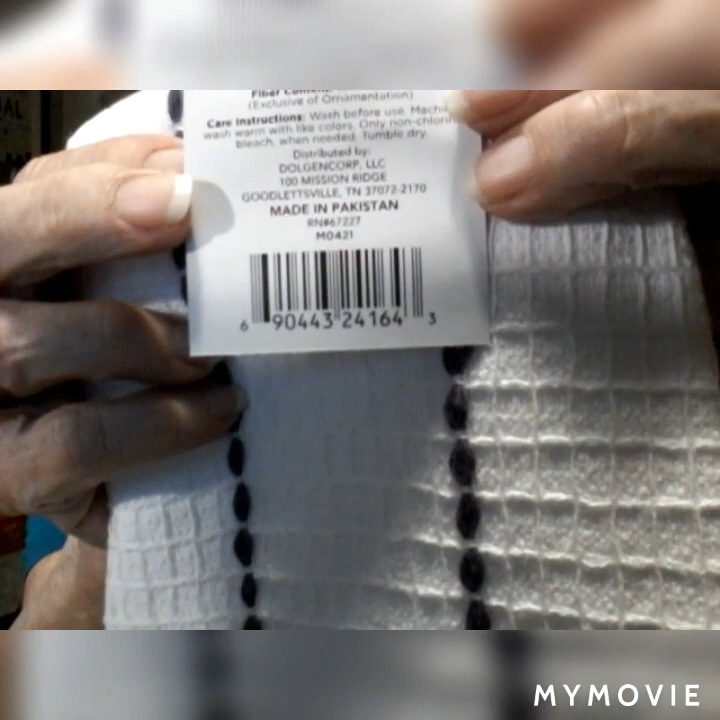 Fiber Content:
(Exclusive of Ornamentation)
Care Instructions: Wash before use. Machine
wash warm with like colors. Only non-chlorine
bleach, when needed. Tumble dry.
Distributed by:
DOLGENCORP, LLC
100 MISSION RIDGE
GOODLETTSVILLE, TN 37072-2170
MADE IN PAKISTAN
RN#67227
M0421
6 90443 24164 3
MYMOVIE